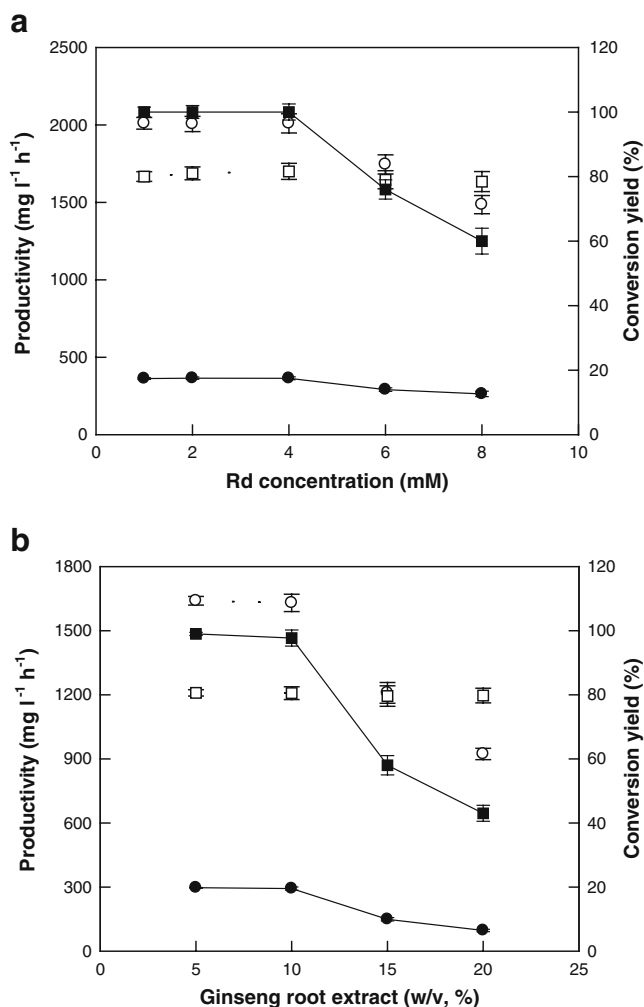 a
2500
2000
1500
1000
500
0
Productivity (mg l⁻¹ h⁻¹)
120
100
80
60
40
20
0
Conversion yield (%)
0 2 4 6 8 10
Rd concentration (mM)
b
1800
1500
1200
900
600
300
0
Productivity (mg l⁻¹ h⁻¹)
120
100
80
60
40
20
0
Conversion yield (%)
0 5 10 15 20 25
Ginseng root extract (w/v, %)